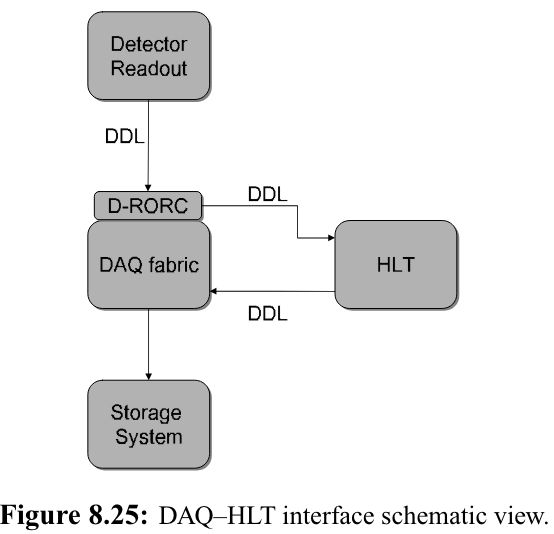 Detector
Readout
DDL
D-RORC
DDL
DAQ fabric
HLT
DDL
Storage
System
Figure 8.25: DAQ–HLT interface schematic view.